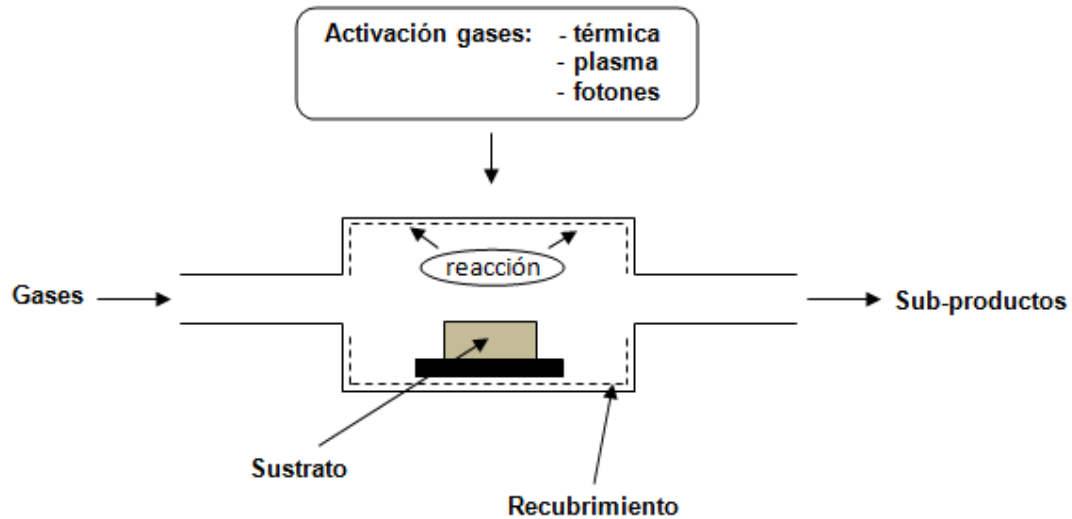 Activación gases: - térmica
- plasma
- fotones
reacción
Gases
Sub-productos
Sustrato
Recubrimiento